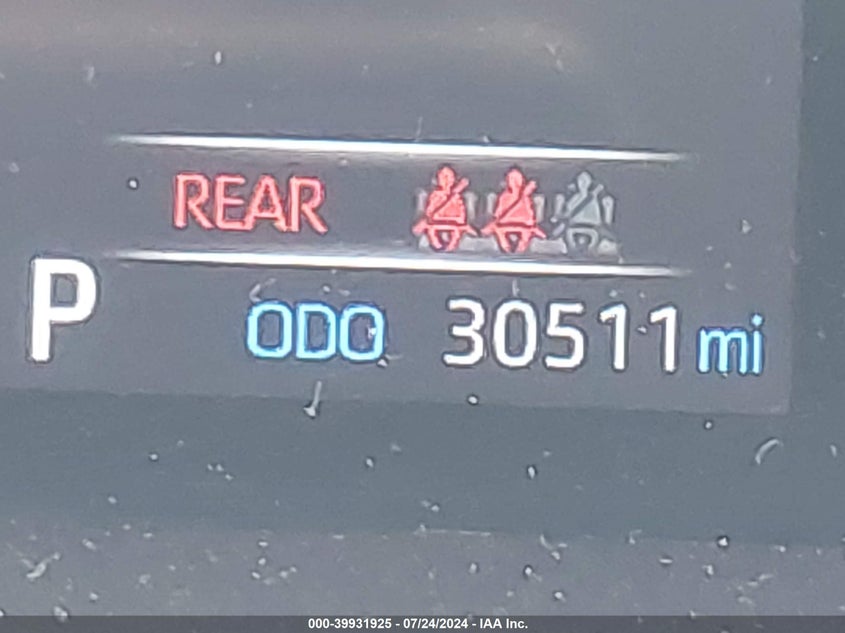 REAR
P ODO 30511 mi
000-39931925 - 07/24/2024 - IAA Inc.